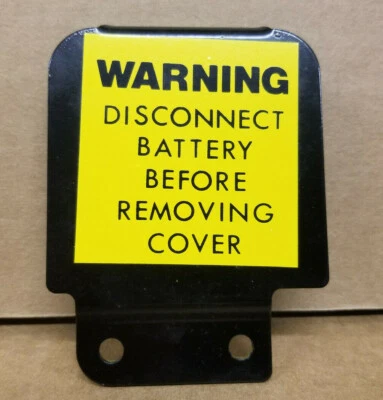 WARNING
DISCONNECT
BATTERY
BEFORE
REMOVING
COVER